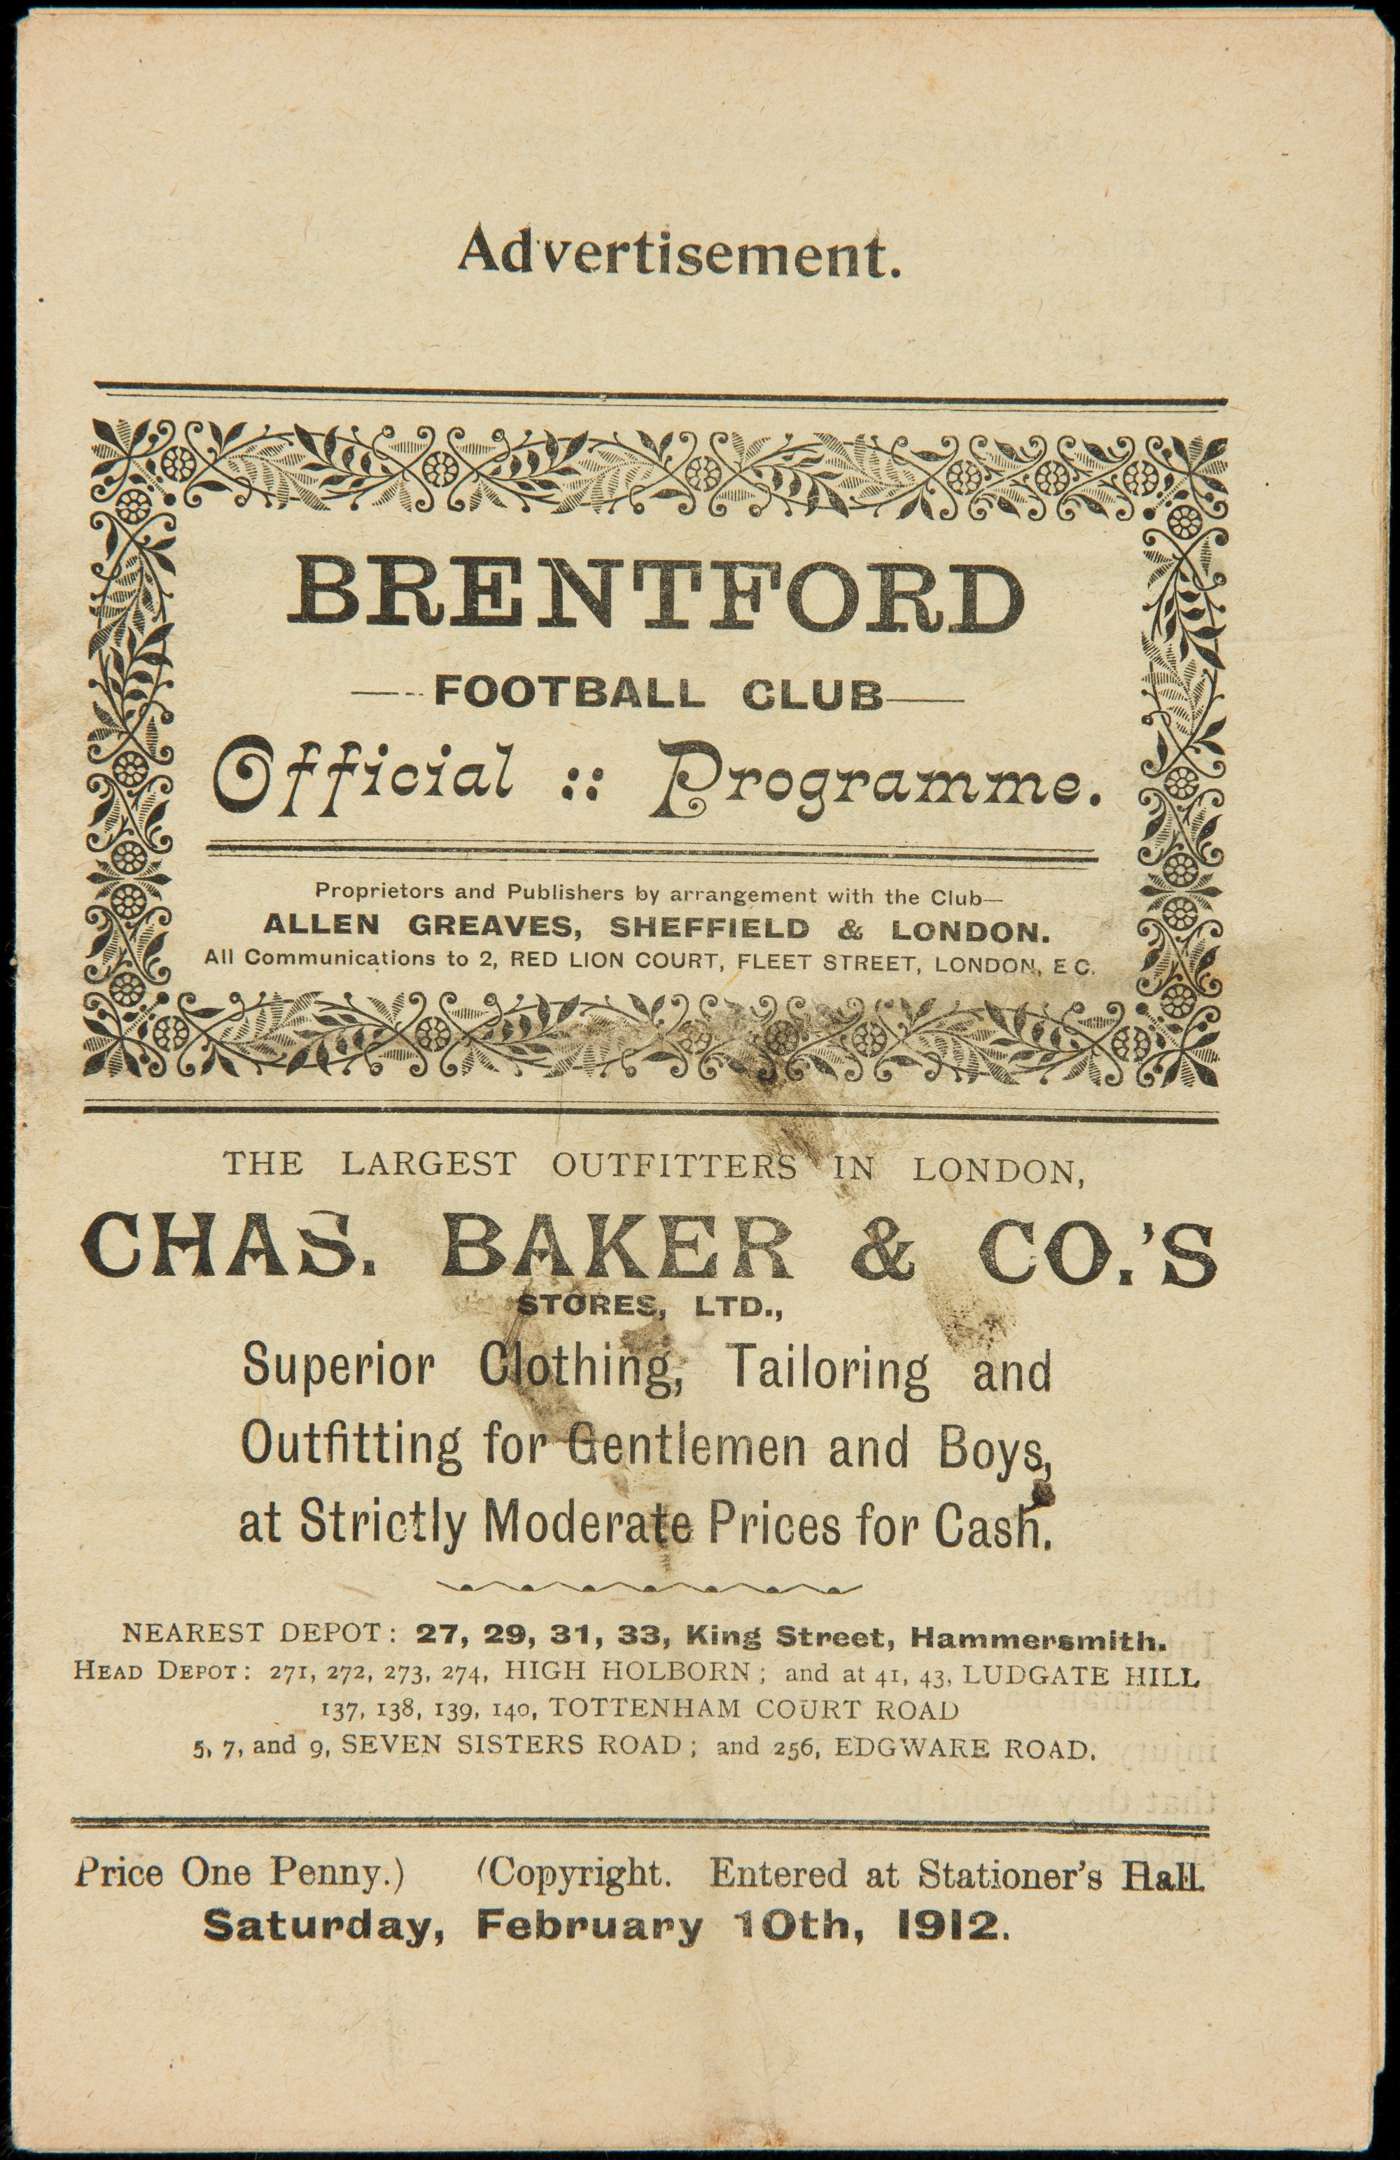 Advertisement.
BRENTFORD
FOOTBALL CLUB
Official :: Programme.
Proprietors and Publishers by arrangement with the Club—
ALLEN GREAVES, SHEFFIELD & LONDON.
All Communications to 2, RED LION COURT, FLEET STREET, LONDON, E C.
THE LARGEST OUTFITTERS IN LONDON,
CHAS. BAKER & CO.'S
STORES, LTD.,
Superior Clothing, Tailoring and
Outfitting for Gentlemen and Boys,
at Strictly Moderate Prices for Cash.
NEAREST DEPOT: 27, 29, 31, 33, King Street, Hammersmith.
HEAD DEPOT: 271, 272, 273, 274, HIGH HOLBORN; and at 41, 43, LUDGATE HILL
137, 138, 139, 140, TOTTENHAM COURT ROAD
5, 7, and 9, SEVEN SISTERS ROAD; and 256, EDGWARE ROAD.
Price One Penny.) (Copyright. Entered at Stationer's Hall.
Saturday, February 10th, 1912.